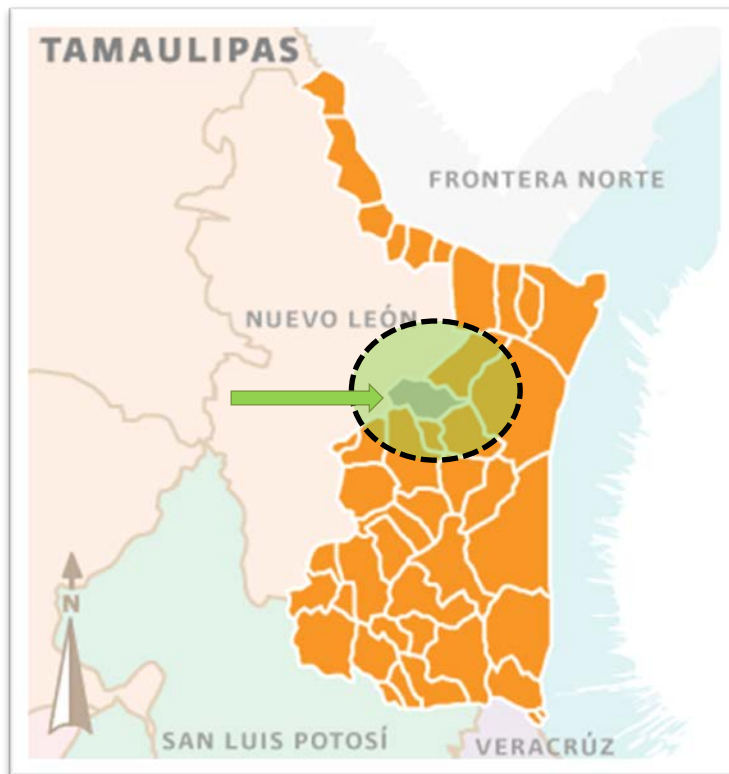 TAMAULIPAS
FRONTERA NORTE
NUEVO LEÓN
N
SAN LUIS POTOSÍ
VERACRÚZ